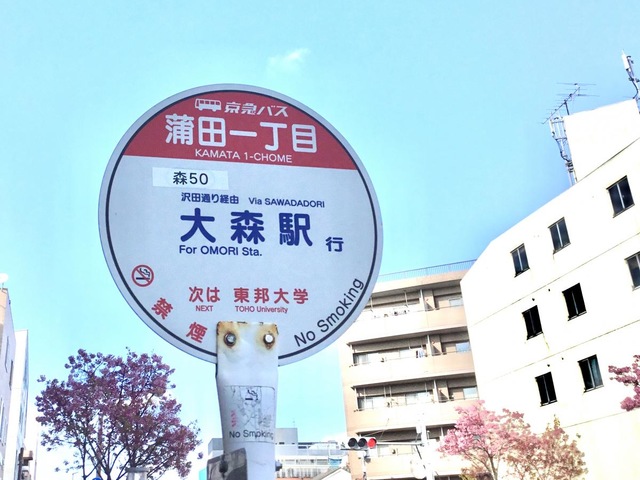 京急バス
蒲田一丁目
KAMATA 1-CHOME
森50
沢田通り経由 Via SAWADADORI
大森駅 行
For OMORI Sta.
次は 東邦大学
NEXT TOHO University
禁煙
No Smoking
No Smoking